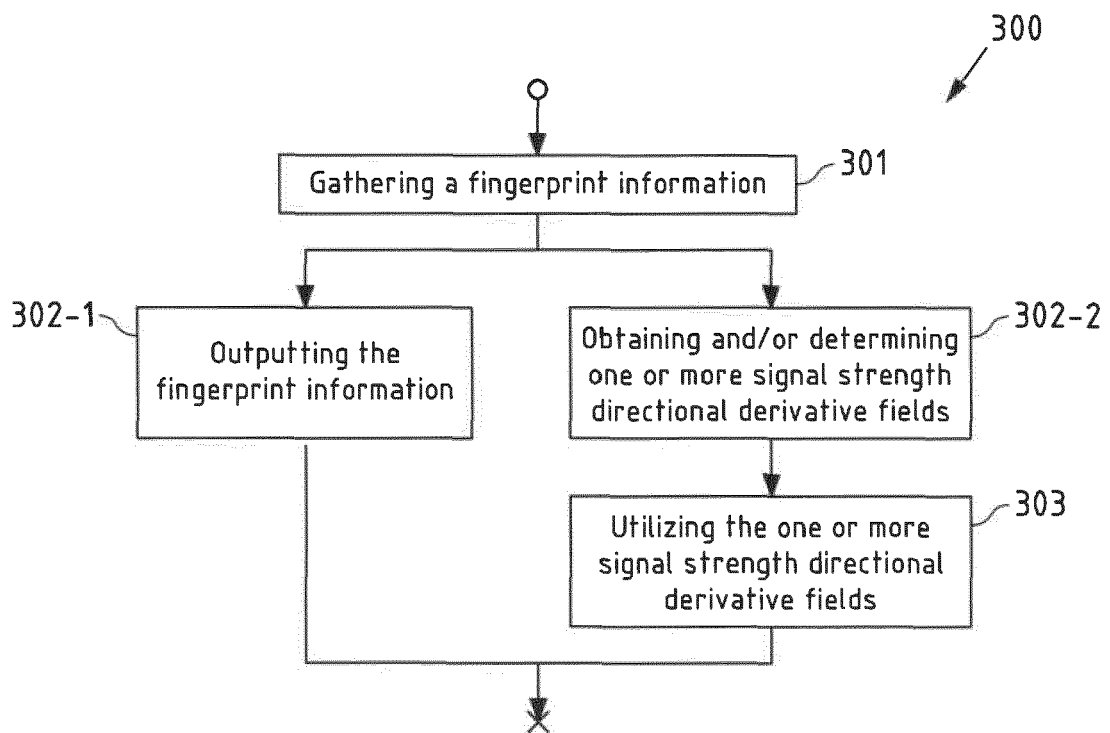 300
301
Gathering a fingerprint information
302-1
Outputting the
fingerprint information
302-2
Obtaining and/or determining
one or more signal strength
directional derivative fields
303
Utilizing the one or more
signal strength directional
derivative fields